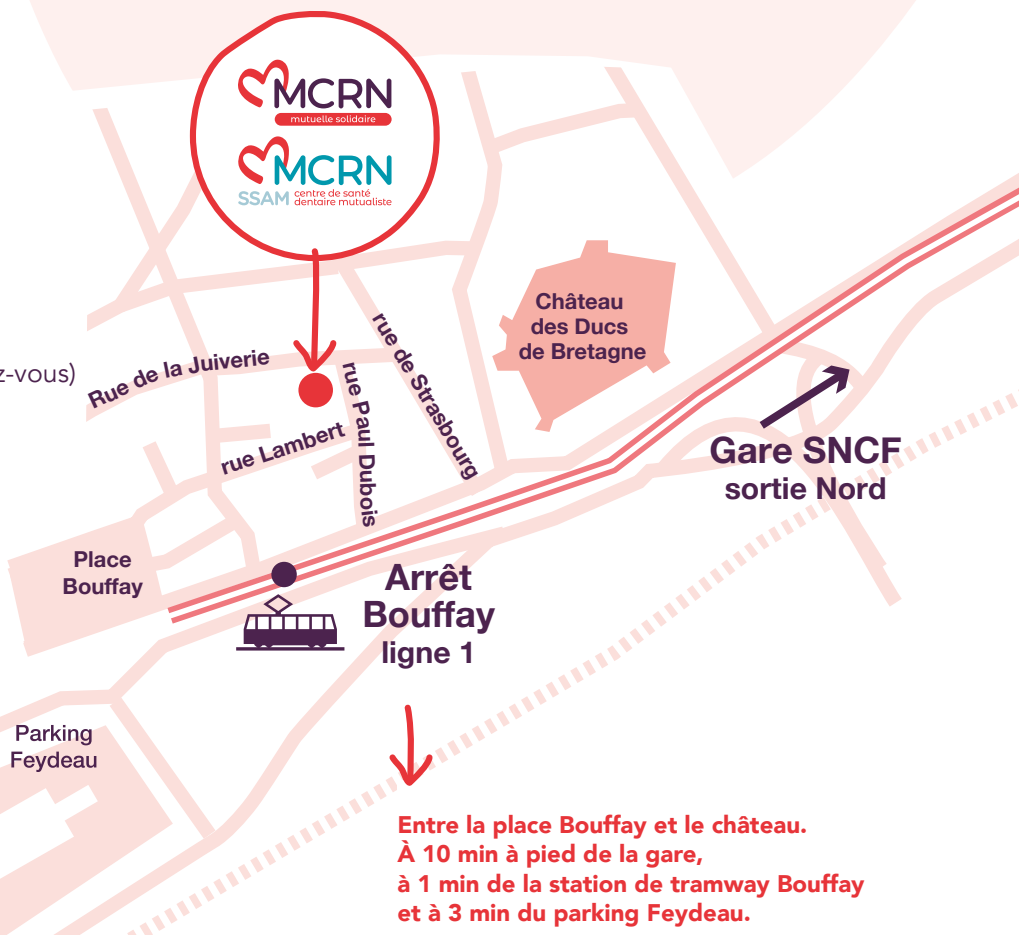 MCRN
mutuelle solidaire
MCRN
SSAM centre de santé
dentaire mutualiste
Château
des Ducs
de Bretagne
z-vous)
Rue de la Juiverie
rue de Strasbourg
rue Paul Dubois
rue Lambert
Gare SNCF
sortie Nord
Place
Bouffay
Arrêt
Bouffay
ligne 1
Parking
Feydeau
Entre la place Bouffay et le château.
À 10 min à pied de la gare,
à 1 min de la station de tramway Bouffay
et à 3 min du parking Feydeau.